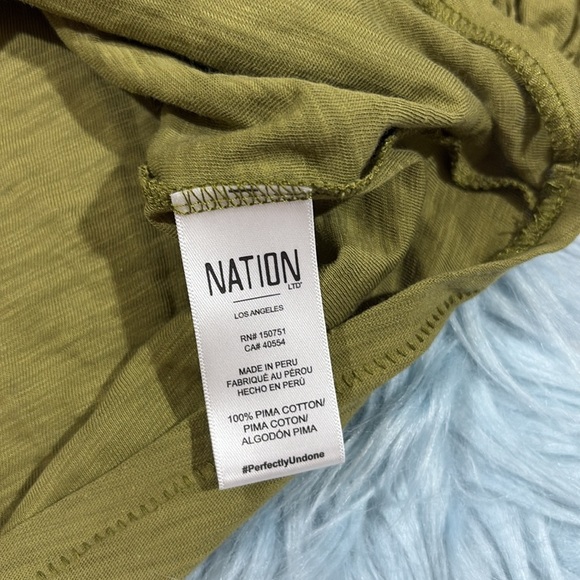 NATION
LTD
LOS ANGELES
RN# 150751
CA# 40554
MADE IN PERU
FABRIQUÉ AU PÉROU
HECHO EN PERÚ
100% PIMA COTTON/
PIMA COTON/
ALGODÓN PIMA
#PerfectlyUndone